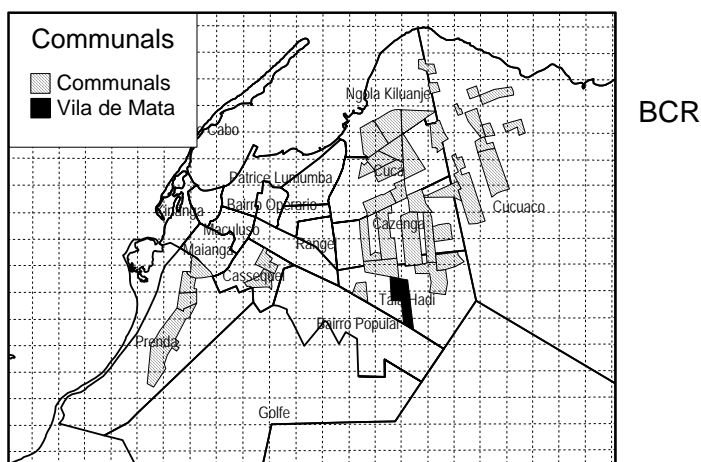 Communals
Communals
Vila de Mata
BCR
Ngola Kiluanje
Cabo
Patrice Lumumba
Cuca
Bairro Operario
Cucuaco
Maculuso
Cazenga
Rangel
Maianga
Cassequel
Tala Hadi
Bairro Popular
Prenda
Golfe